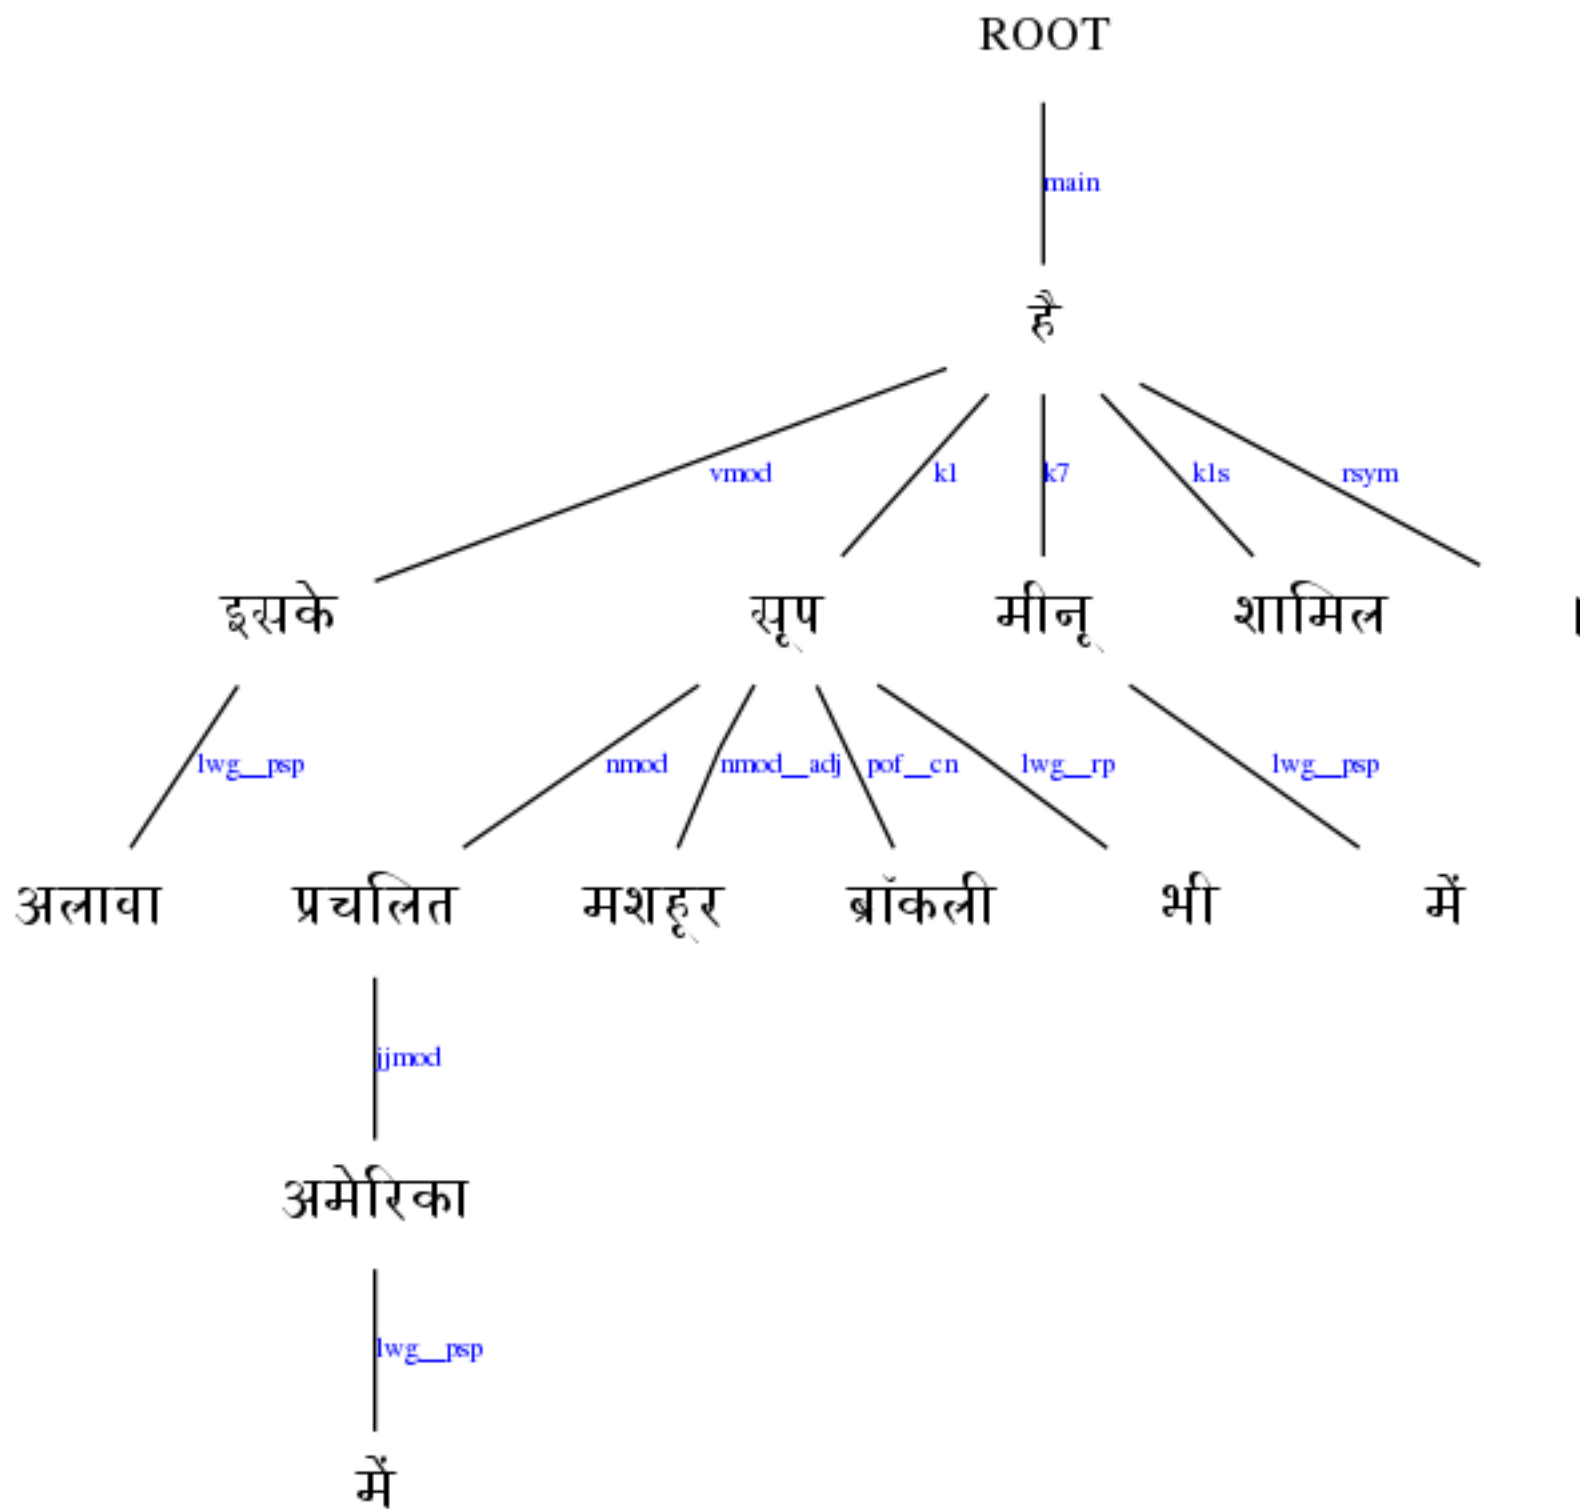 ROOT
main
है
vmod k1 k7 k1s rsym
इसके सूप मीनू शामिल ।
lwg__psp nmod nmod__adj pof__cn lwg__rp lwg__psp
अलावा प्रचलित मशहूर ब्रॉकली भी में
jjmod
अमेरिका
lwg__psp
में